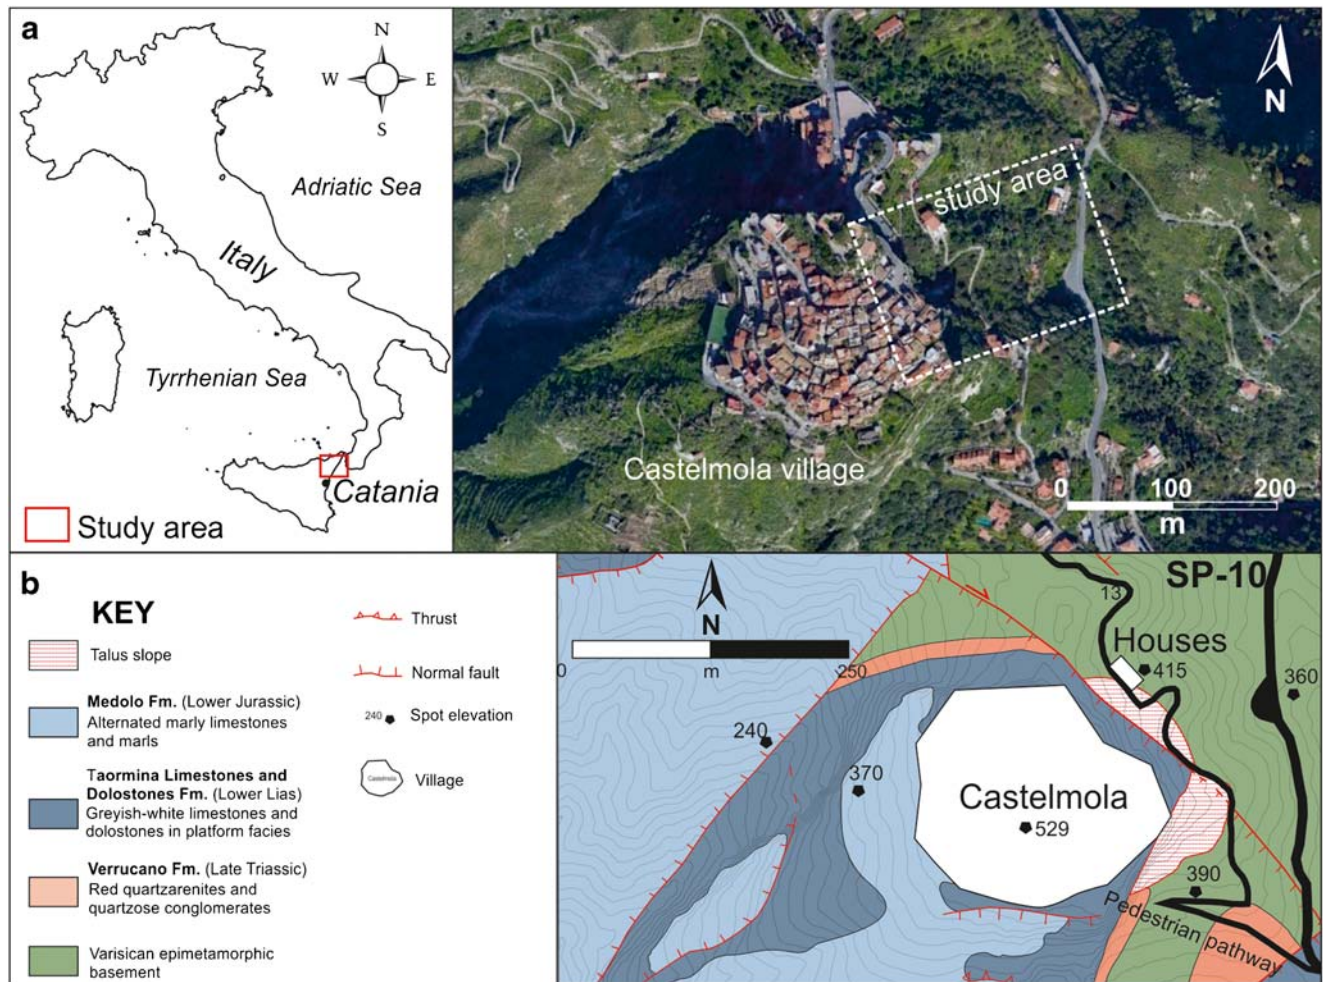 a
N
W
E
S
Adriatic Sea
Italy
Tyrrhenian Sea
Catania
Study area
N
study area
Castelmola village
0 100 200
m
b
KEY
Talus slope
Medolo Fm. (Lower Jurassic)
Alternated marly limestones
and marls
Taormina Limestones and
Dolostones Fm. (Lower Lias)
Greyish-white limestones and
dolostones in platform facies
Verrucano Fm. (Late Triassic)
Red quartzarenites and
quartzose conglomerates
Varisican epimetamorphic
basement
Thrust
Normal fault
240
Spot elevation
Castelmola
Village
N
0 m 250
SP-10
13
Houses
415
360
240
370
Castelmola
529
390
Pedestrian pathway